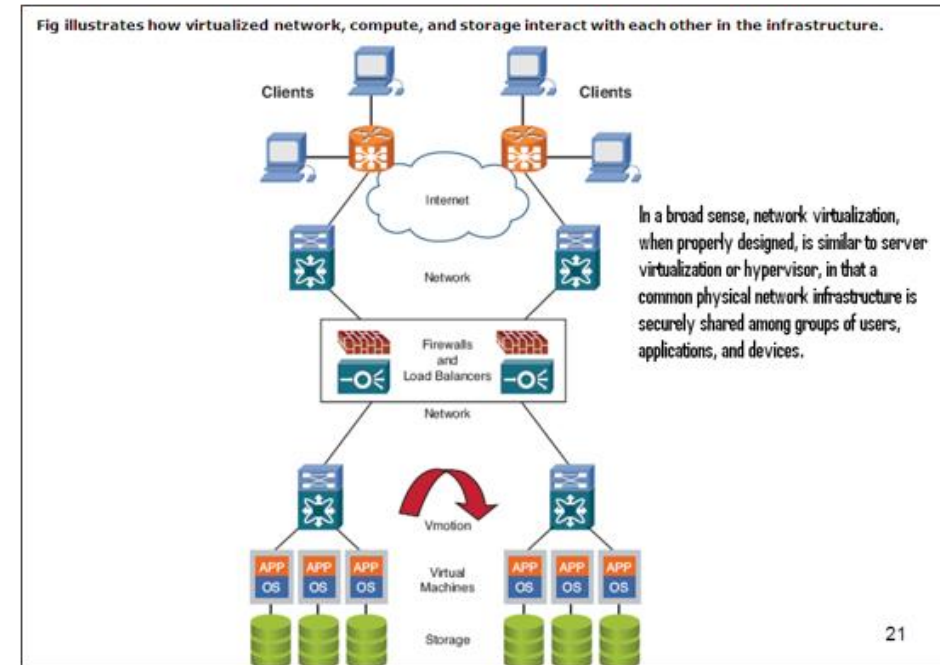 Fig illustrates how virtualized network, compute, and storage interact with each other in the infrastructure.
Clients
Clients
Internet
In a broad sense, network virtualization,
when properly designed, is similar to server
virtualization or hypervisor, in that a
common physical network infrastructure is
securely shared among groups of users,
applications, and devices.
Network
Firewalls
and
Load Balancers
Network
Vmotion
APP APP APP
OS OS OS
Virtual
Machines
APP APP APP
OS OS OS
Storage
21